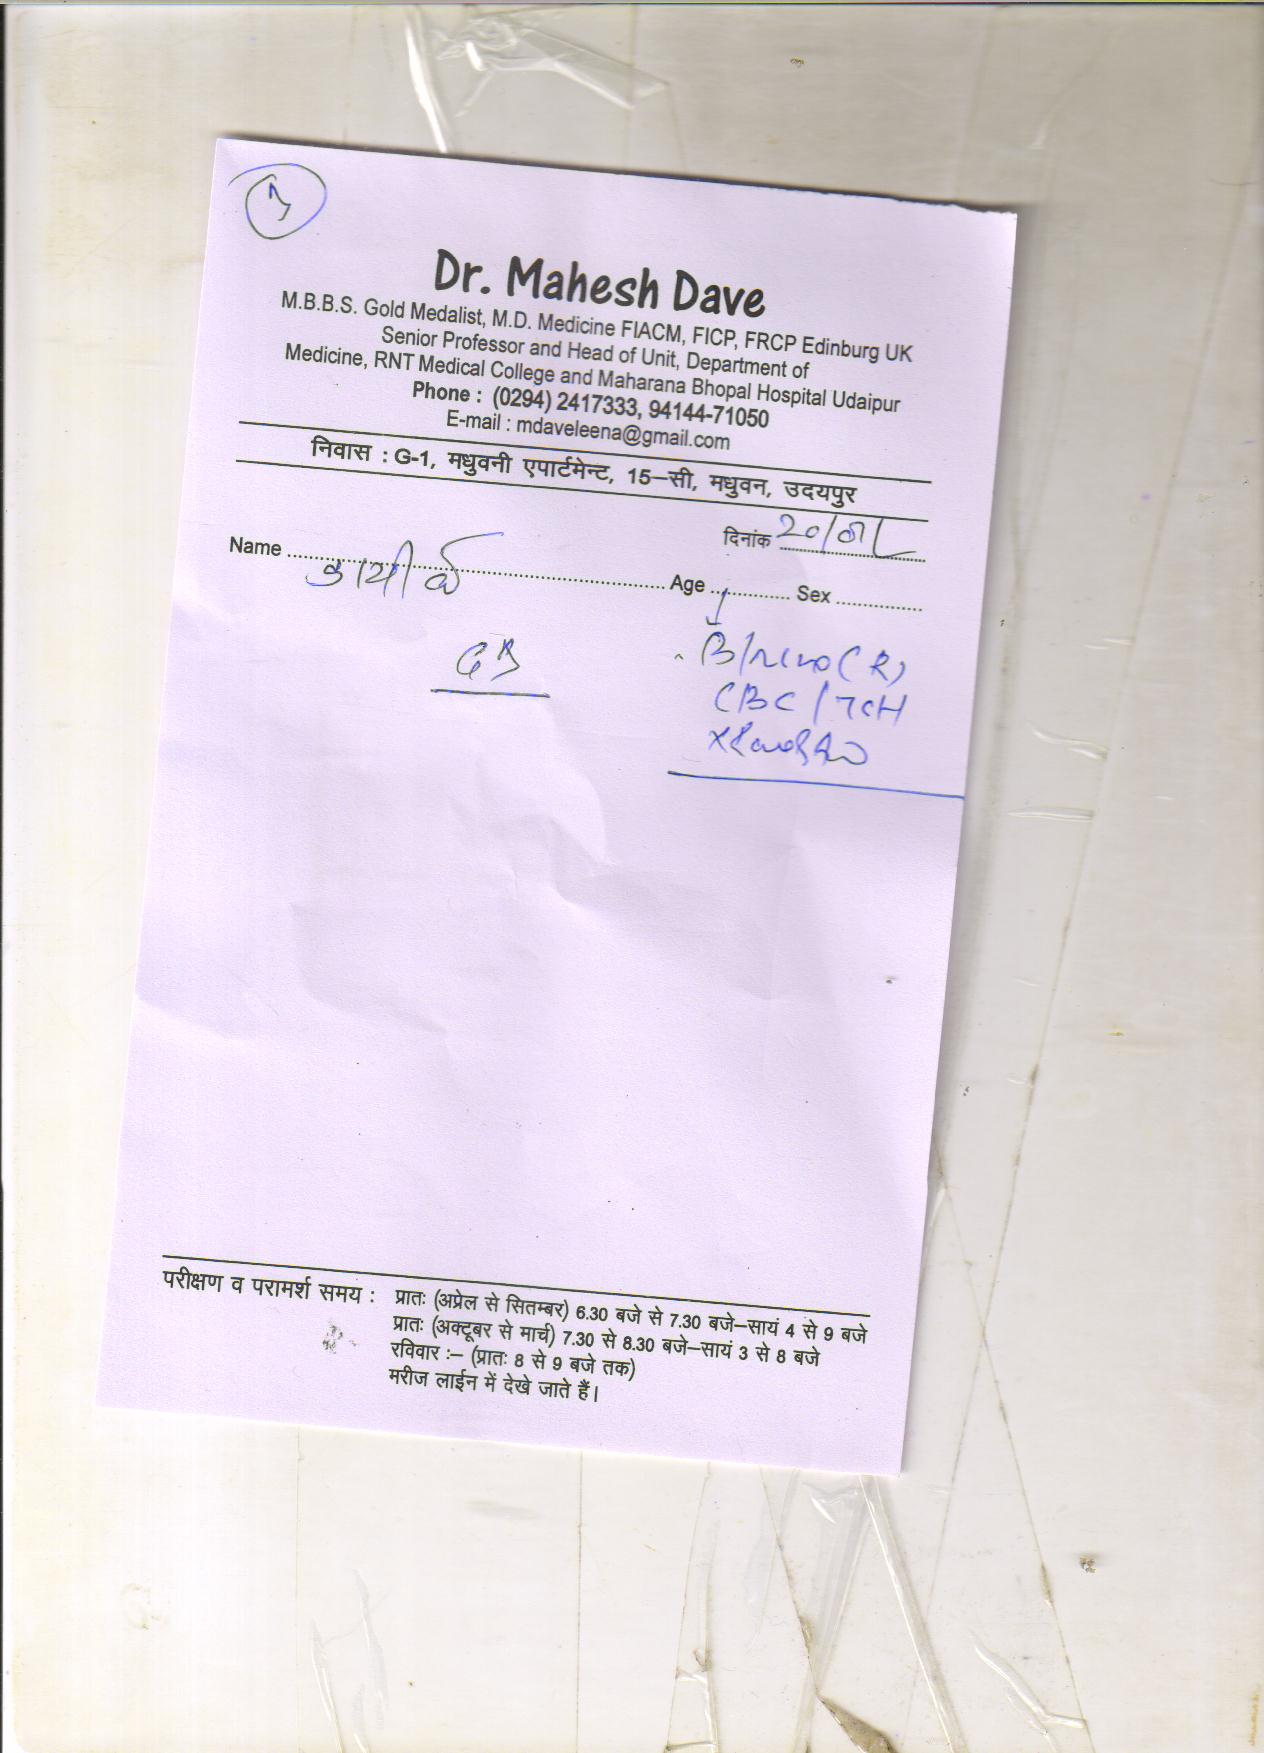 Dr. Mahesh Dave
M.B.B.S. Gold Medalist, M.D. Medicine FIACM, FICP, FRCP Edinburg UK
Senior Professor and Head of Unit, Department of
Medicine, RNT Medical College and Maharana Bhopal Hospital Udaipur
Phone : (0294) 2417333, 94144-71050
E-mail : mdaveleena@gmail.com
निवास : G-1, मधुवनी एपार्टमेन्ट, 15–सी, मधुवन, उदयपुर
दिनांक 20/
Name ........ Age ........ Sex ........
CBC /
परीक्षण व परामर्श समय : प्रातः (अप्रेल से सितम्बर) 6.30 बजे से 7.30 बजे–सायं 4 से 9 बजे
प्रातः (अक्टूबर से मार्च) 7.30 से 8.30 बजे–सायं 3 से 8 बजे
रविवार :– (प्रातः 8 से 9 बजे तक)
मरीज लाईन में देखे जाते हैं।